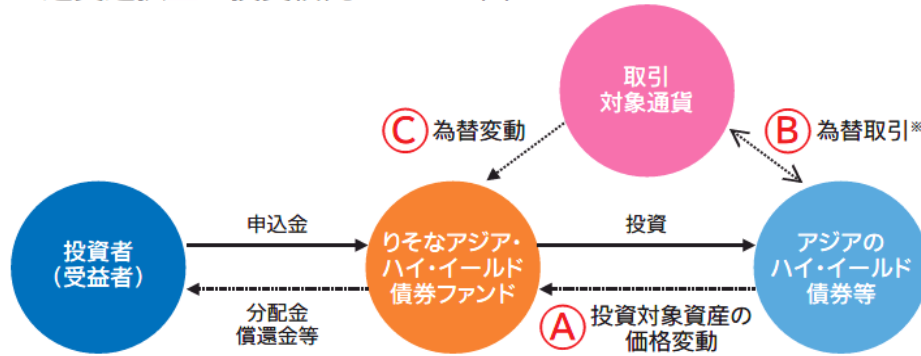 取引
対象通貨
C 為替変動
B 為替取引※
申込金
投資
投資者
(受益者)
りそなアジア・
ハイ・イールド
債券ファンド
アジアの
ハイ・イールド
債券等
分配金
償還金等
A 投資対象資産の
価格変動